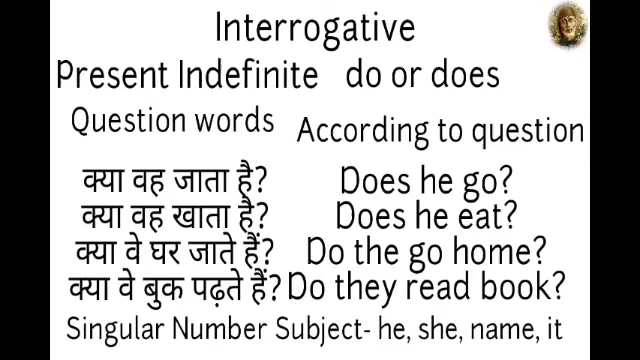 Interrogative
Present Indefinite do or does
Question words According to question
क्या वह जाता है? Does he go?
क्या वह खाता है? Does he eat?
क्या वे घर जाते हैं? Do the go home?
क्या वे बुक पढ़ते हैं? Do they read book?
Singular Number Subject- he, she, name, it